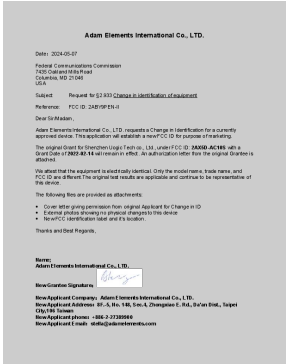 Adam Elements International Co., LTD.
Date: 2024-05-07
Federal Communications Commission
7435 Oakland Mills Road
Columbia, MD 21046
USA
Subject: Request for §2.933 Change in identification of equipment
Reference: FCC ID: 2ABI9PEN-II
Dear Sir/Madam,
Adam Elements International Co., LTD. requests a Change in Identification for a currently
approved device. This application will establish a new FCC ID for purpose of marketing.
The original Grant for Shenzhen Liogic Tech co., Ltd., under FCC ID: 2AX5D-AC105 with a
Grant Date of 2022-02-14 will remain in effect. An authorization letter from the original Grantee is
attached.
We attest that the equipment is electrically identical. Only the model name, trade name, and
FCC ID are different. The original test results are applicable and continue to be representative of
this device.
The following files are provided as attachments:
• Cover letter giving permission from original Applicant for Change in ID
• External photos showing no physical changes to this device
• New FCC identification label and it's location.
Thanks and Best Regards,
Name:
Adam Elements International Co., LTD.
New Grantee Signature:
New Applicant Company: Adam Elements International Co., LTD.
New Applicant Address: 8F.-5, No. 148, Sec.4, Zhongxiao E. Rd., Da'an Dist., Taipei
City,106 Taiwan
New Applicant phone: +886-2-27389900
New Applicant Email: stella@adamelements.com